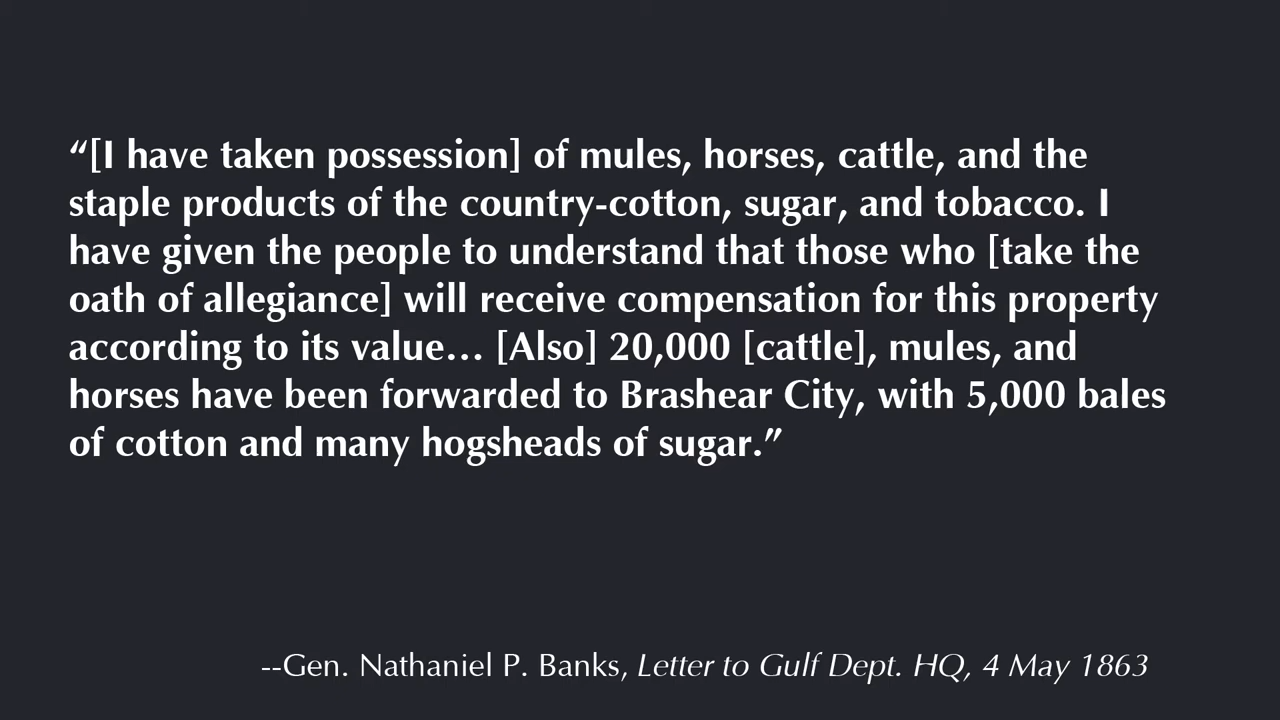 “[I have taken possession] of mules, horses, cattle, and the
staple products of the country-cotton, sugar, and tobacco. I
have given the people to understand that those who [take the
oath of allegiance] will receive compensation for this property
according to its value… [Also] 20,000 [cattle], mules, and
horses have been forwarded to Brashear City, with 5,000 bales
of cotton and many hogsheads of sugar.”
--Gen. Nathaniel P. Banks, Letter to Gulf Dept. HQ, 4 May 1863